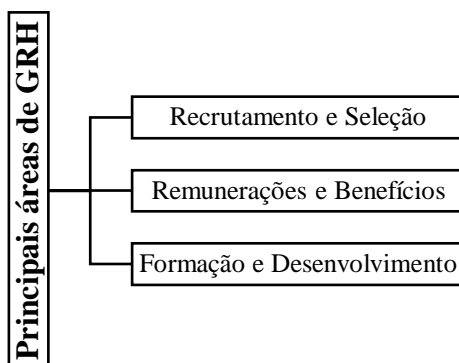 Principais áreas de GRH
Recrutamento e Seleção
Remunerações e Benefícios
Formação e Desenvolvimento